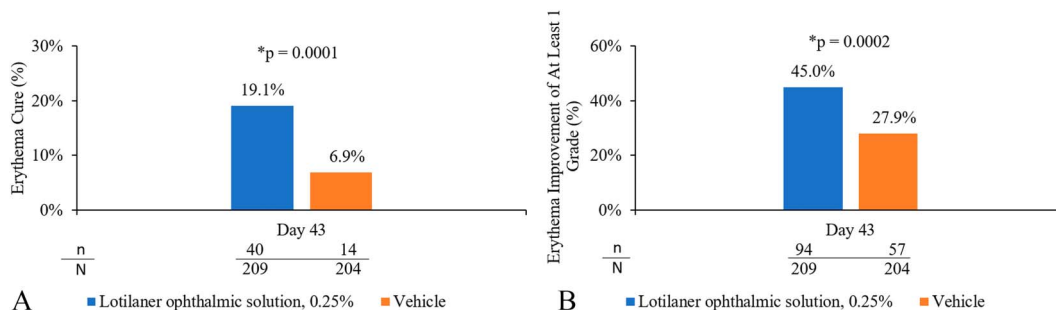 Erythema Cure (%)
30%
20%
10%
0%
*p = 0.0001
19.1%
6.9%
Day 43
n 40 14
N 209 204
A
Lotilaner ophthalmic solution, 0.25% Vehicle
Erythema Improvement of At Least 1
Grade (%)
60%
40%
20%
0%
*p = 0.0002
45.0%
27.9%
Day 43
n 94 57
N 209 204
B
Lotilaner ophthalmic solution, 0.25% Vehicle